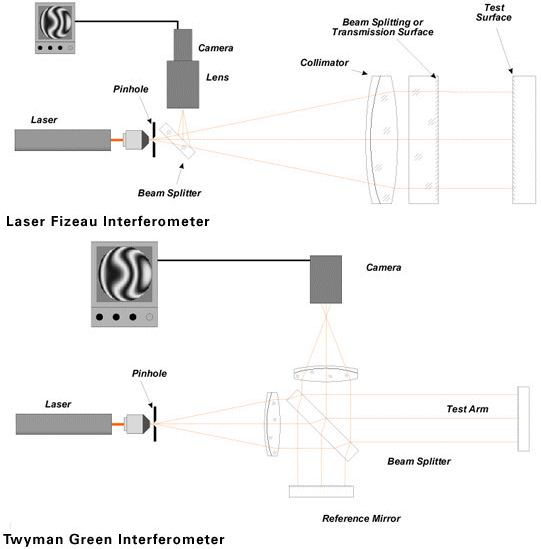 Beam Splitting or
Transmission Surface
Test
Surface
Camera
Lens
Collimator
Pinhole
Laser
Beam Splitter
Laser Fizeau Interferometer
Camera
Pinhole
Laser
Test Arm
Beam Splitter
Reference Mirror
Twyman Green Interferometer